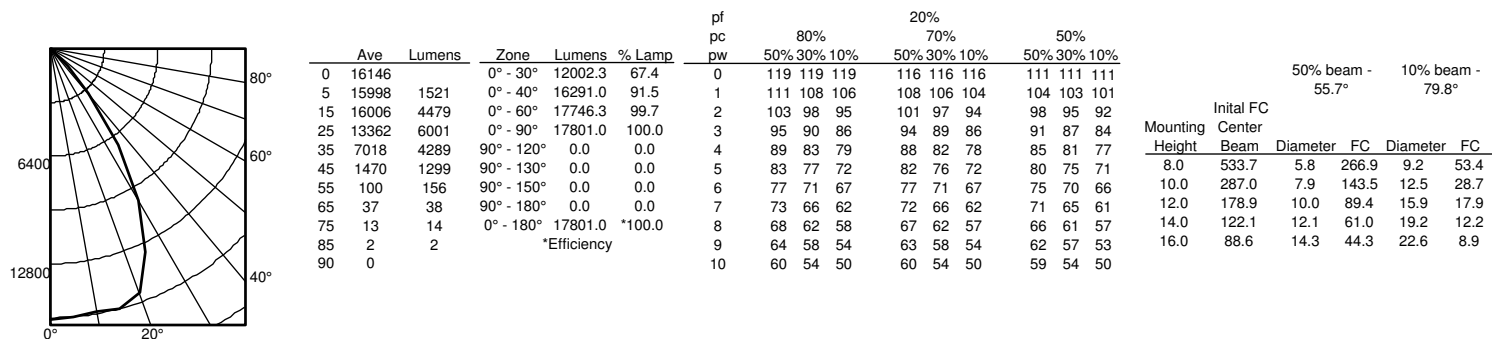 6400
12800
0° 20°
40°
60°
80°
Ave Lumens
0 16146
5 15998 1521
15 16006 4479
25 13362 6001
35 7018 4289
45 1470 1299
55 100 156
65 37 38
75 13 14
85 2 2
90 0
Zone Lumens % Lamp
0° - 30° 12002.3 67.4
0° - 40° 16291.0 91.5
0° - 60° 17746.3 99.7
0° - 90° 17801.0 100.0
90° - 120° 0.0 0.0
90° - 130° 0.0 0.0
90° - 150° 0.0 0.0
90° - 180° 0.0 0.0
0° - 180° 17801.0 *100.0
*Efficiency
pf 20%
pc 80% 70% 50%
pw 50% 30% 10% 50% 30% 10% 50% 30% 10%
0 119 119 119 116 116 116 111 111 111
1 111 108 106 108 106 104 104 103 101
2 103 98 95 101 97 94 98 95 92
3 95 90 86 94 89 86 91 87 84
4 89 83 79 88 82 78 85 81 77
5 83 77 72 82 76 72 80 75 71
6 77 71 67 77 71 67 75 70 66
7 73 66 62 72 66 62 71 65 61
8 68 62 58 67 62 57 66 61 57
9 64 58 54 63 58 54 62 57 53
10 60 54 50 60 54 50 59 54 50
50% beam - 10% beam -
55.7° 79.8°
Inital FC
Mounting Center
Height Beam Diameter FC Diameter FC
8.0 533.7 5.8 266.9 9.2 53.4
10.0 287.0 7.9 143.5 12.5 28.7
12.0 178.9 10.0 89.4 15.9 17.9
14.0 122.1 12.1 61.0 19.2 12.2
16.0 88.6 14.3 44.3 22.6 8.9